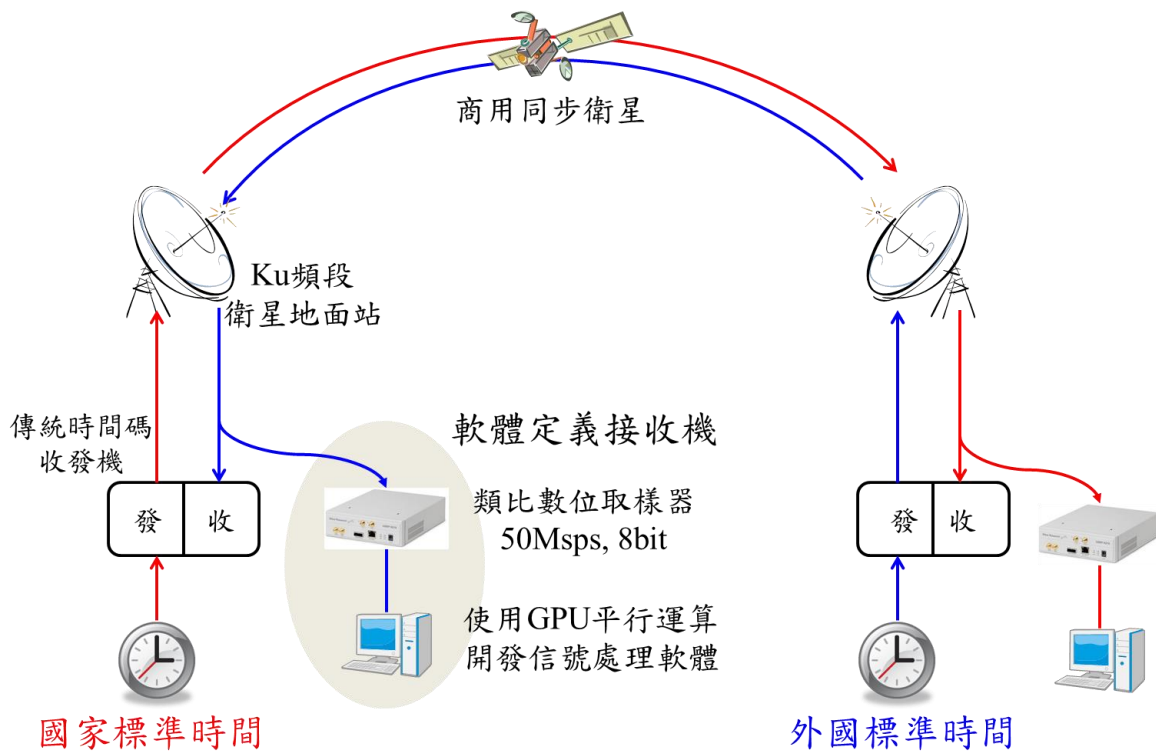 商用同步衛星
Ku頻段
衛星地面站
傳統時間碼
收發機
發
收
軟體定義接收機
類比數位取樣器
50Msps, 8bit
使用GPU平行運算
開發信號處理軟體
國家標準時間
發
收
外國標準時間